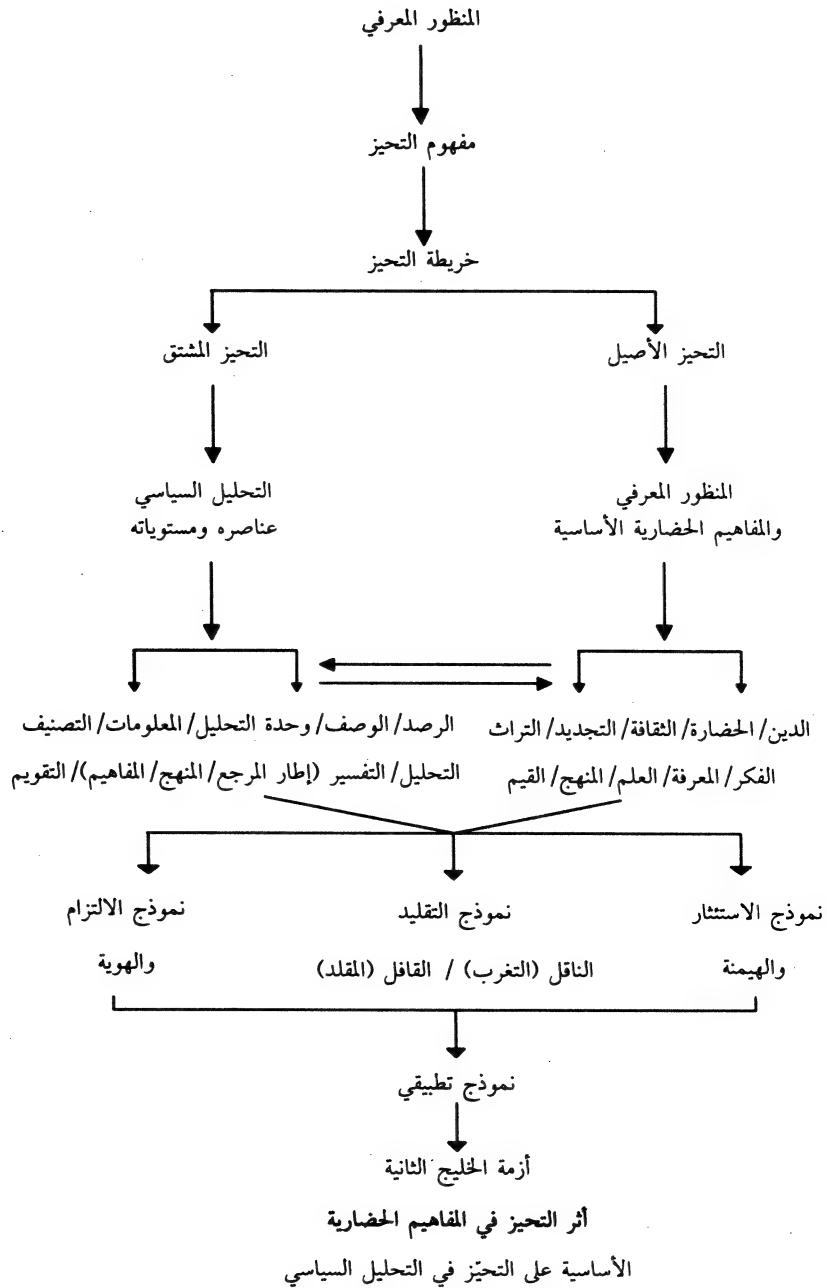 المنظور المعرفي
مفهوم التحيز
خريطة التحيز
التحيز الأصيل
التحيز المشتق
المنظور المعرفي
والمفاهيم الحضارية الأساسية
التحليل السياسي
عناصره ومستوياته
الدين/ الحضارة/ الثقافة/ التجديد/ التراث
الفكر/ المعرفة/ العلم/ المنهج/ القيم
الرصد/ الوصف/ وحدة التحليل/ المعلومات/ التصنيف
التحليل/ التفسير (إطار المرجع/ المنهج/ المفاهيم)/ التقويم
نموذج الاستئثار
والهيمنة
نموذج التقليد
الناقل (التغرب) / القافل (المقلد)
نموذج الالتزام
والهوية
نموذج تطبيقي
أزمة الخليج الثانية
أثر التحيز في المفاهيم الحضارية
الأساسية على التحيّز في التحليل السياسي